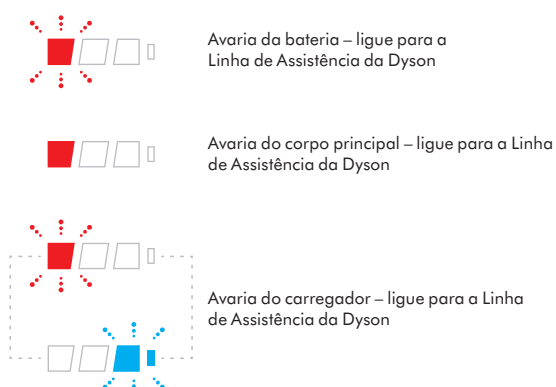 Avaria da bateria – ligue para a
Linha de Assistência da Dyson
Avaria do corpo principal – ligue para a Linha
de Assistência da Dyson
Avaria do carregador – ligue para a Linha
de Assistência da Dyson